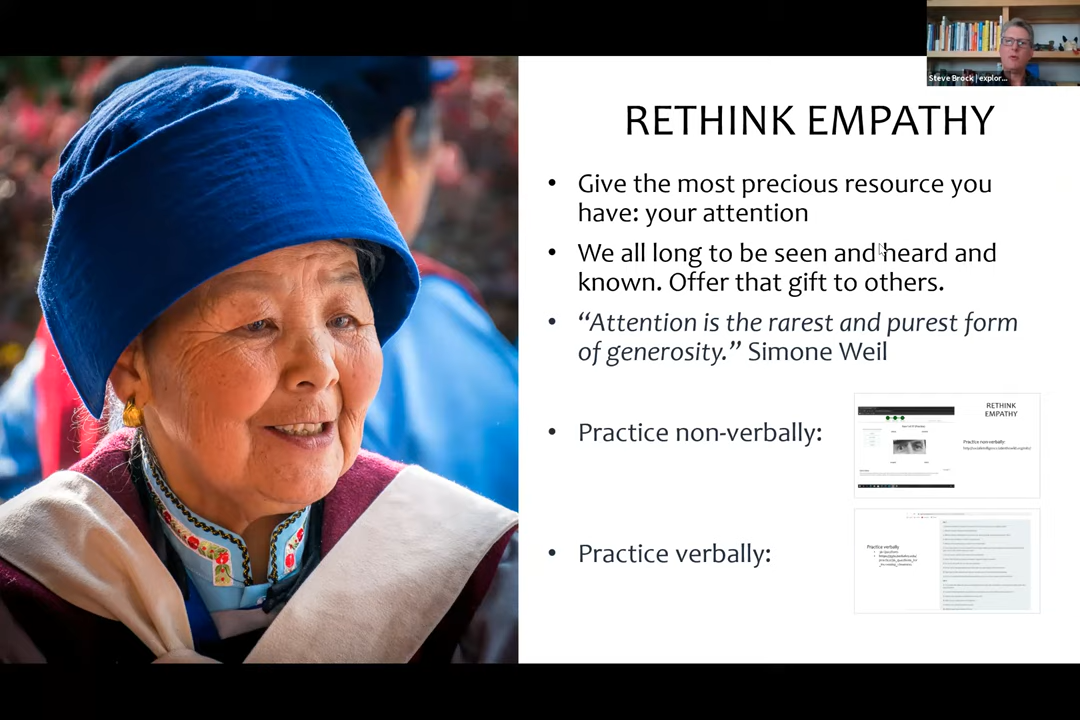 Steve Brock | explor...
RETHINK EMPATHY
• Give the most precious resource you
have: your attention
• We all long to be seen and heard and
known. Offer that gift to others.
• “Attention is the rarest and purest form
of generosity.” Simone Weil
• Practice non-verbally:
RETHINK
EMPATHY
Practice non-verbally:
• Practice verbally:
Practice verbally